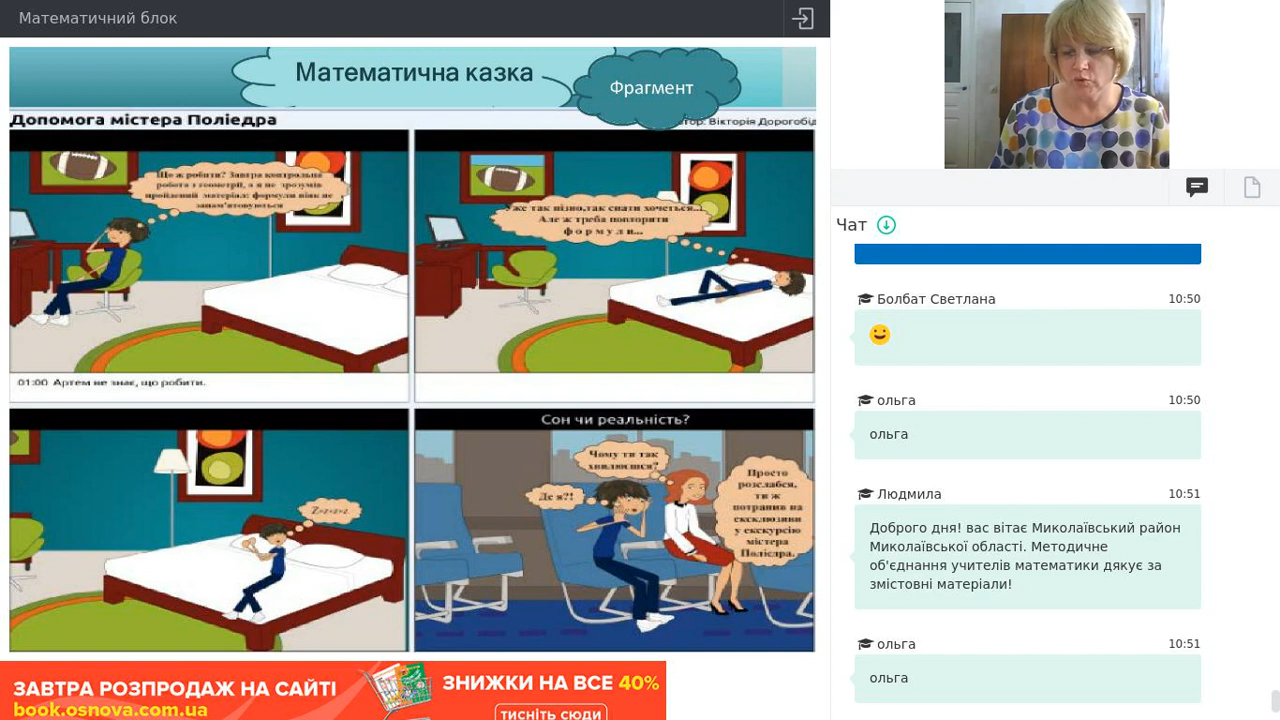 Математичний блок
Математична казка
Фрагмент
Допомога містера Поліедра
Вікторія Дорогобід
Що ж робити? Завтра контрольна
робота з геометрії, а я не зрозумів
пройдений матеріал: формули ніяк не
запам'ятовуються
Уже так пізно,так спати хочеться...
Але ж треба повторити
ф о р м у л и...
01:00 Артем не знає, що робити.
Z-z-z-z
Сон чи реальність?
Де я?!
Чому ти так
хвилюєшся?
Просто
розслабся,
ти ж
потрапив на
ексклюзивн
у екскурсію
містера
Поліедра.
ЗАВТРА РОЗПРОДАЖ НА САЙТІ
book.osnova.com.ua
ЗНИЖКИ НА ВСЕ 40%
тисніть сюди
Чат
Болбат Светлана 10:50
ольга 10:50
ольга
Людмила 10:51
Доброго дня! вас вітає Миколаївський район
Миколаївської області. Методичне
об'єднання учителів математики дякує за
змістовні матеріали!
ольга 10:51
ольга